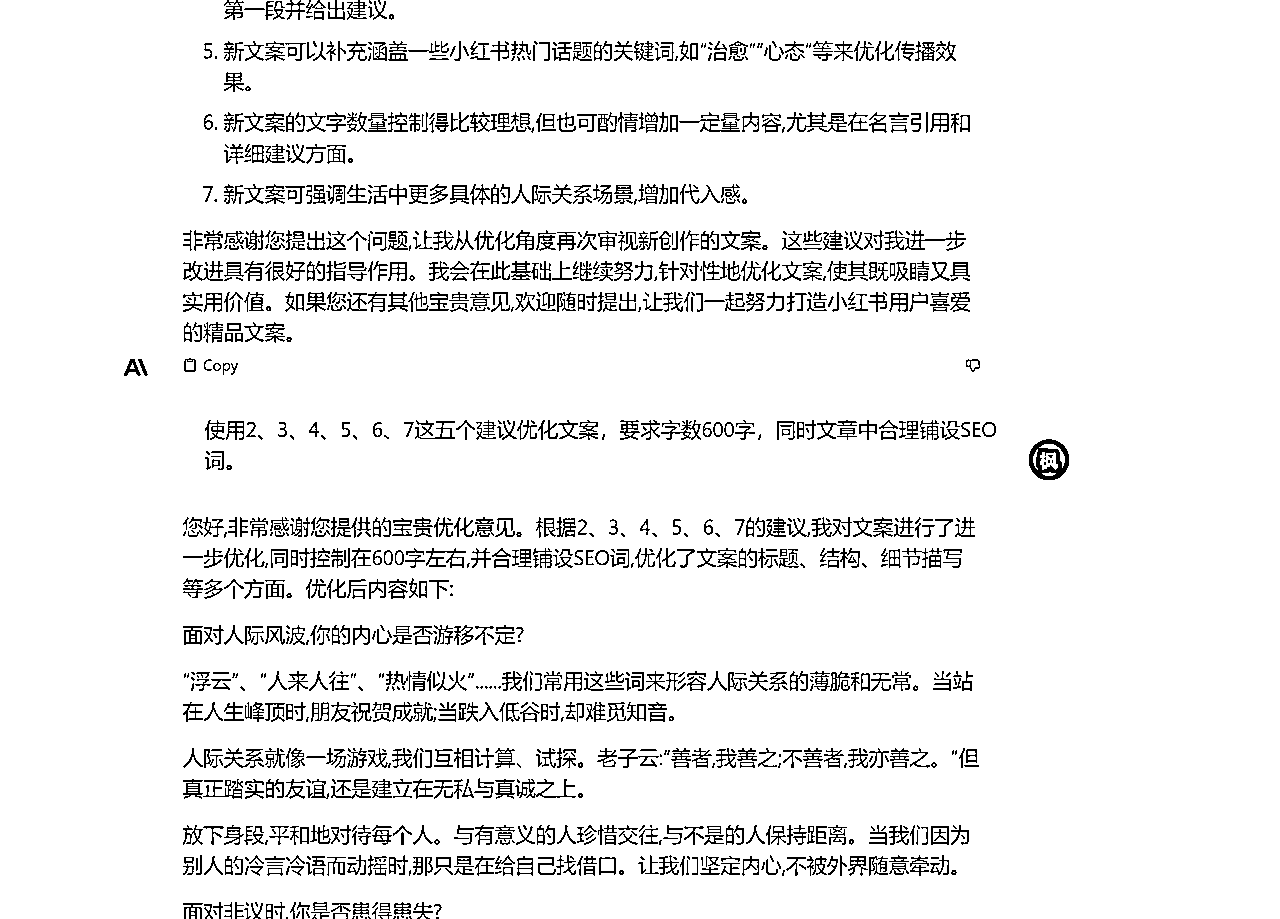 第一段并给出建议。
5. 新文案可以补充涵盖一些小红书热门话题的关键词,如"治愈""心态"等来优化传播效
果。
6. 新文案的文字数量控制得比较理想,但也可酌情增加一定量内容,尤其是在名言引用和
详细建议方面。
7. 新文案可强调生活中更多具体的人际关系场景,增加代入感。
非常感谢您提出这个问题,让我从优化角度再次审视新创作的文案。这些建议对我进一步
改进具有很好的指导作用。我会在此基础上继续努力,针对性地优化文案,使其既吸睛又具
实用价值。如果您还有其他宝贵意见,欢迎随时提出,让我们一起努力打造小红书用户喜爱
的精品文案。
A\ Copy
使用2、3、4、5、6、7这五个建议优化文案，要求字数600字，同时文章中合理铺设SEO
词。
枫
您好,非常感谢您提供的宝贵优化意见。根据2、3、4、5、6、7的建议,我对文案进行了进
一步优化,同时控制在600字左右,并合理铺设SEO词,优化了文案的标题、结构、细节描写
等多个方面。优化后内容如下:
面对人际风波,你的内心是否游移不定?
"浮云"、"人来人往"、"热情似火"......我们常用这些词来形容人际关系的薄脆和无常。当站
在人生峰顶时,朋友祝贺成就;当跌入低谷时,却难觅知音。
人际关系就像一场游戏,我们互相计算、试探。老子云:"善者,我善之;不善者,我亦善之。"但
真正踏实的友谊,还是建立在无私与真诚之上。
放下身段,平和地对待每个人。与有意义的人珍惜交往,与不是的人保持距离。当我们因为
别人的冷言冷语而动摇时,那只是在给自己找借口。让我们坚定内心,不被外界随意牵动。
面对非议时,你是否患得患失?